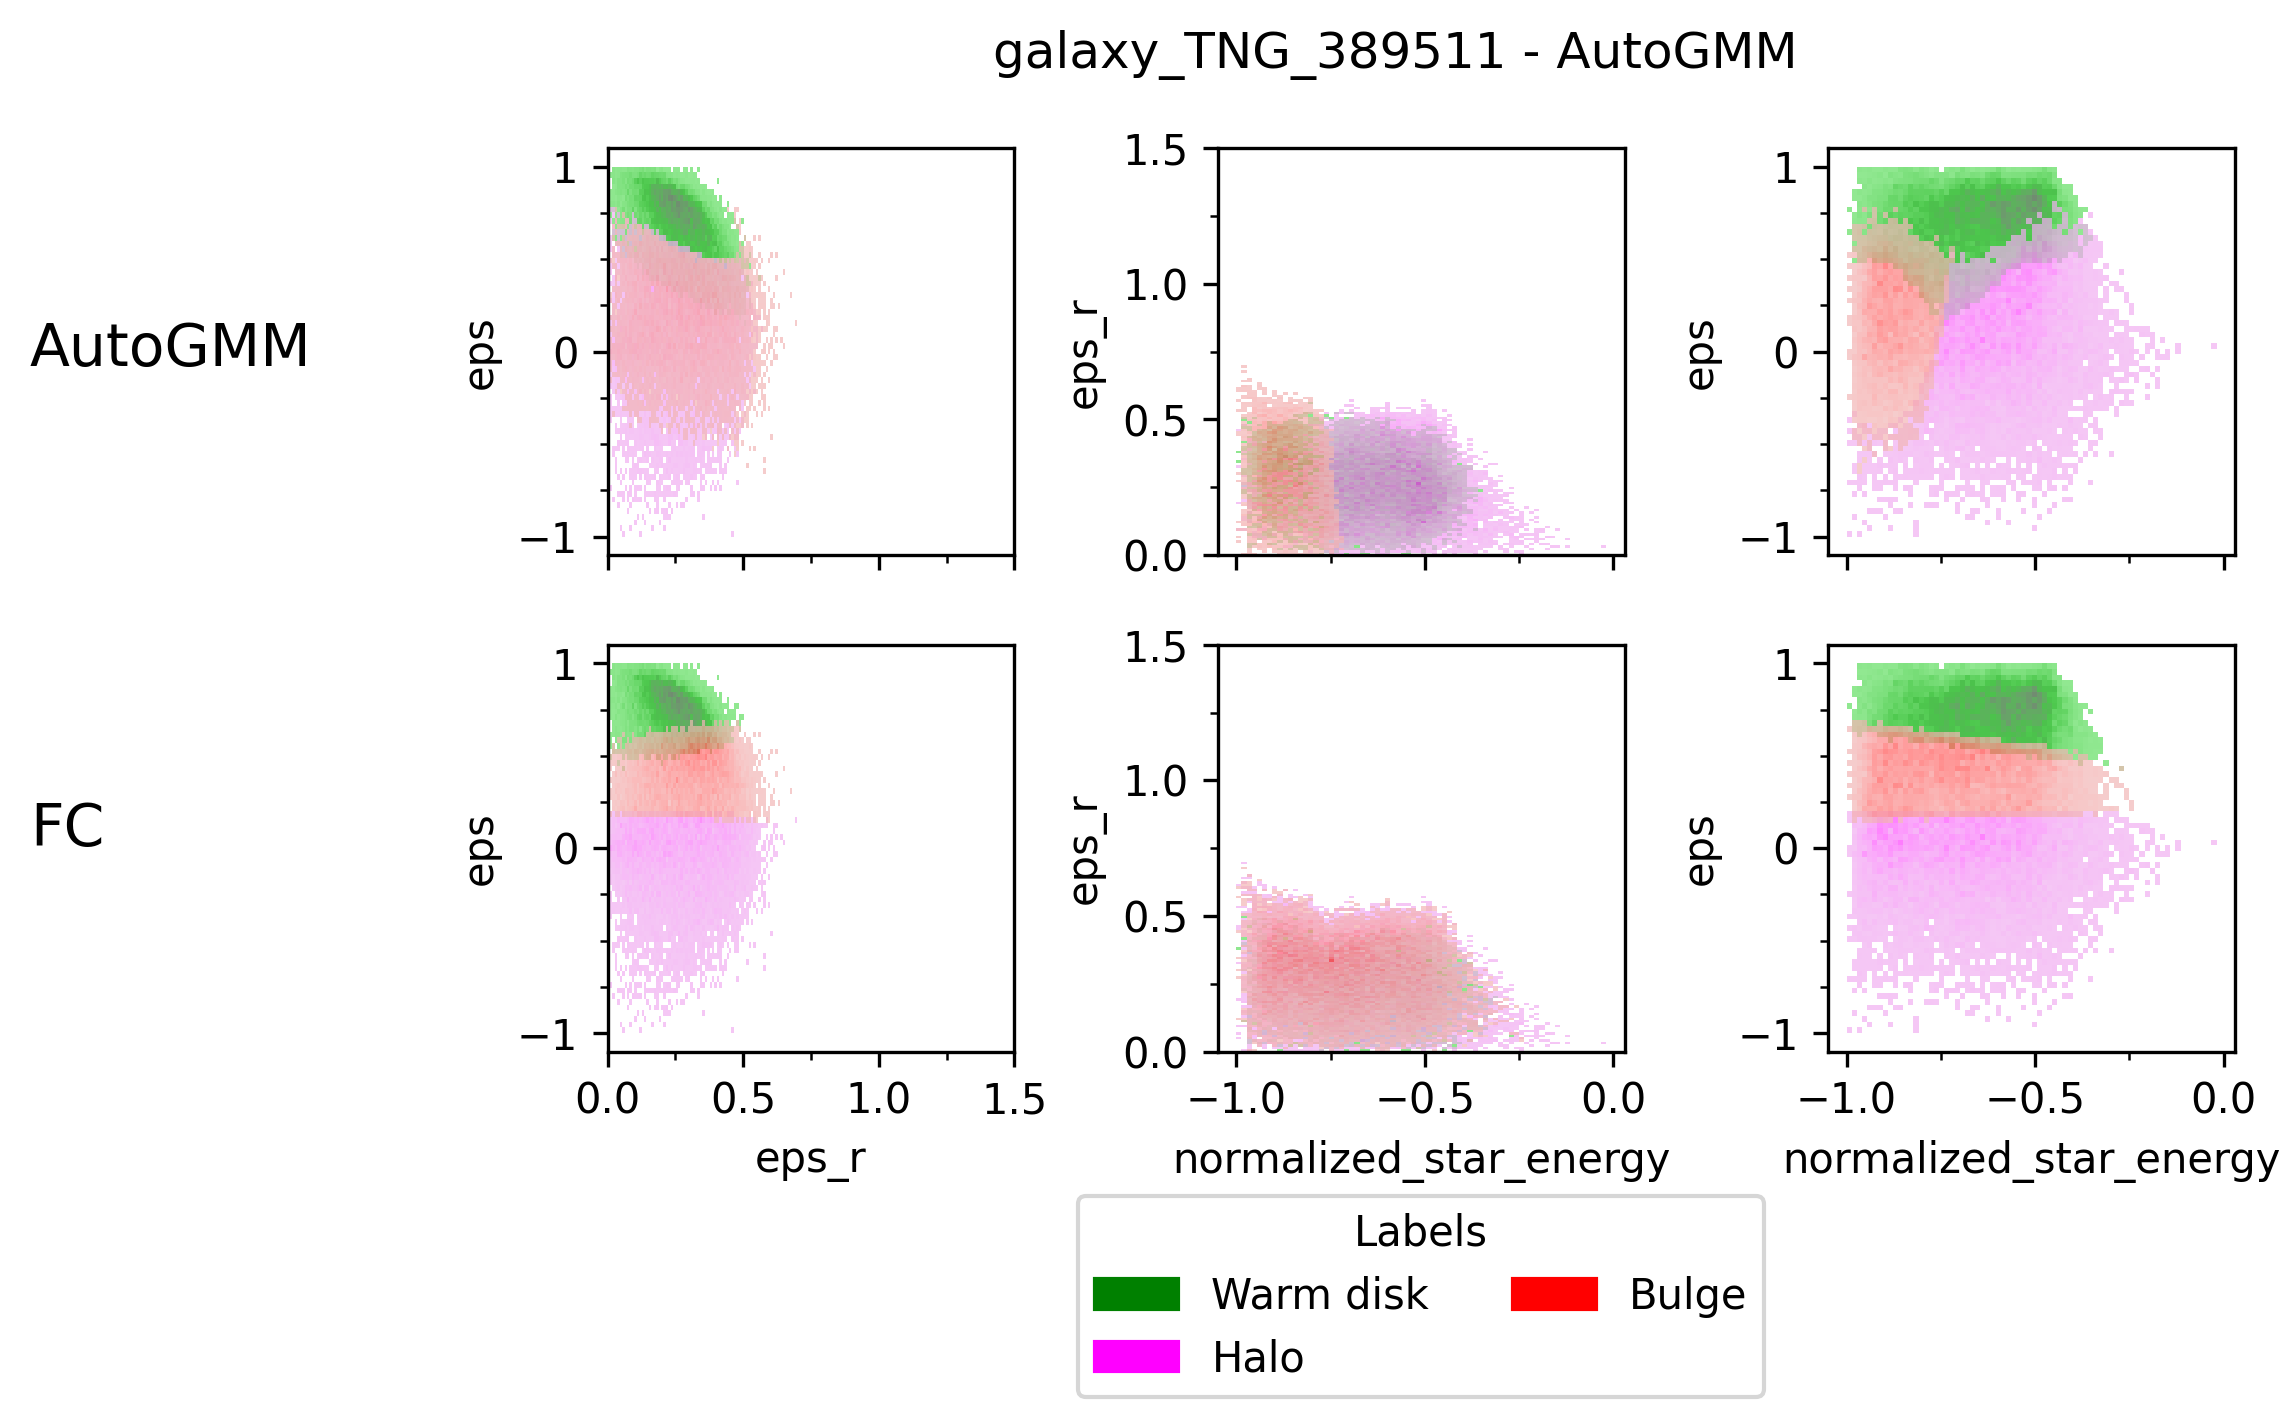 galaxy_TNG_389511 - AutoGMM
AutoGMM
eps
1
0
−1
eps_r
1.5
1.0
0.5
0.0
eps
1
0
−1
FC
eps
1
0
−1
0.0 0.5 1.0 1.5
eps_r
eps_r
1.5
1.0
0.5
0.0
−1.0 −0.5 0.0
normalized_star_energy
eps
1
0
−1
−1.0 −0.5 0.0
normalized_star_energy
Labels
Warm disk
Halo
Bulge